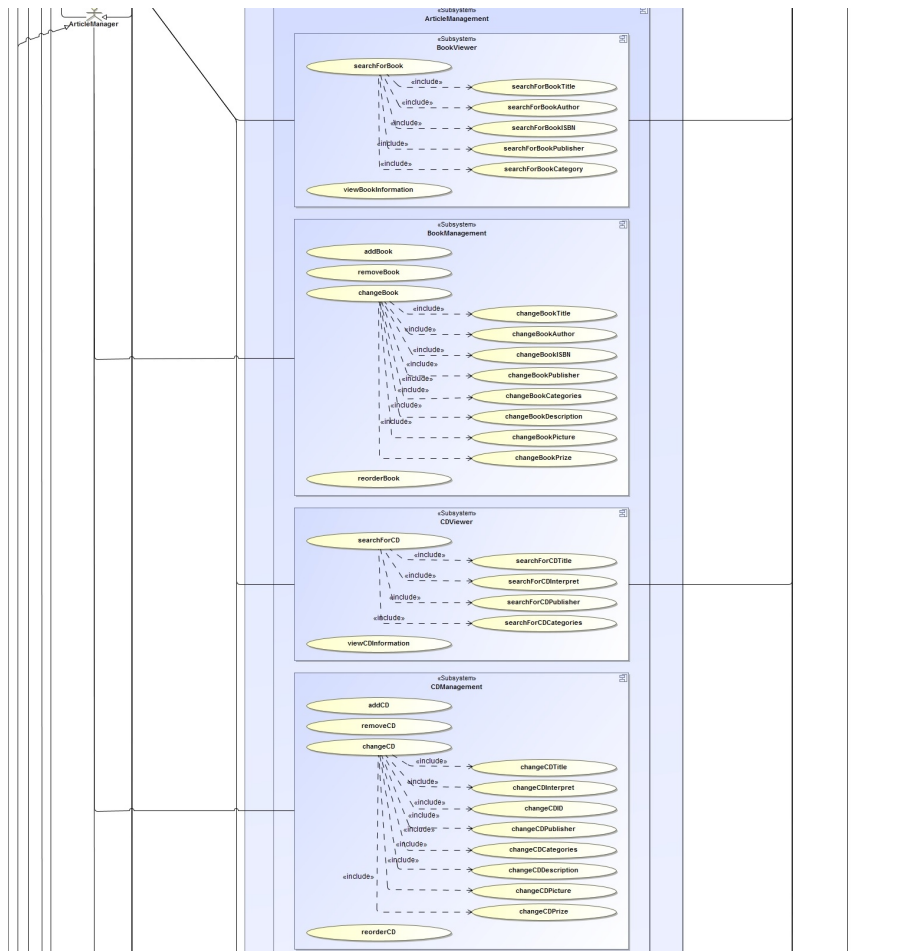 ArticleManager
«Subsystem»
ArticleManagement
«Subsystem»
BookViewer
searchForBook
«include»
searchForBookTitle
«include»
searchForBookAuthor
«include»
searchForBookISBN
«include»
searchForBookPublisher
«include»
searchForBookCategory
viewBookInformation
«Subsystem»
BookManagement
addBook
removeBook
changeBook
«include»
changeBookTitle
«include»
changeBookAuthor
«include»
changeBookISBN
«include»
changeBookPublisher
«include»
«include»
changeBookCategories
«include»
changeBookDescription
«include»
changeBookPicture
changeBookPrize
reorderBook
«Subsystem»
CDViewer
searchForCD
«include»
searchForCDTitle
«include»
searchForCDInterpret
«include»
searchForCDPublisher
«include»
searchForCDCategories
viewCDInformation
«Subsystem»
CDManagement
addCD
removeCD
changeCD
«include»
changeCDTitle
«include»
changeCDInterpret
«include»
changeCDID
«include»
«include»
changeCDPublisher
changeCDCategories
«include»
changeCDDescription
«include»
changeCDPicture
changeCDPrize
reorderCD